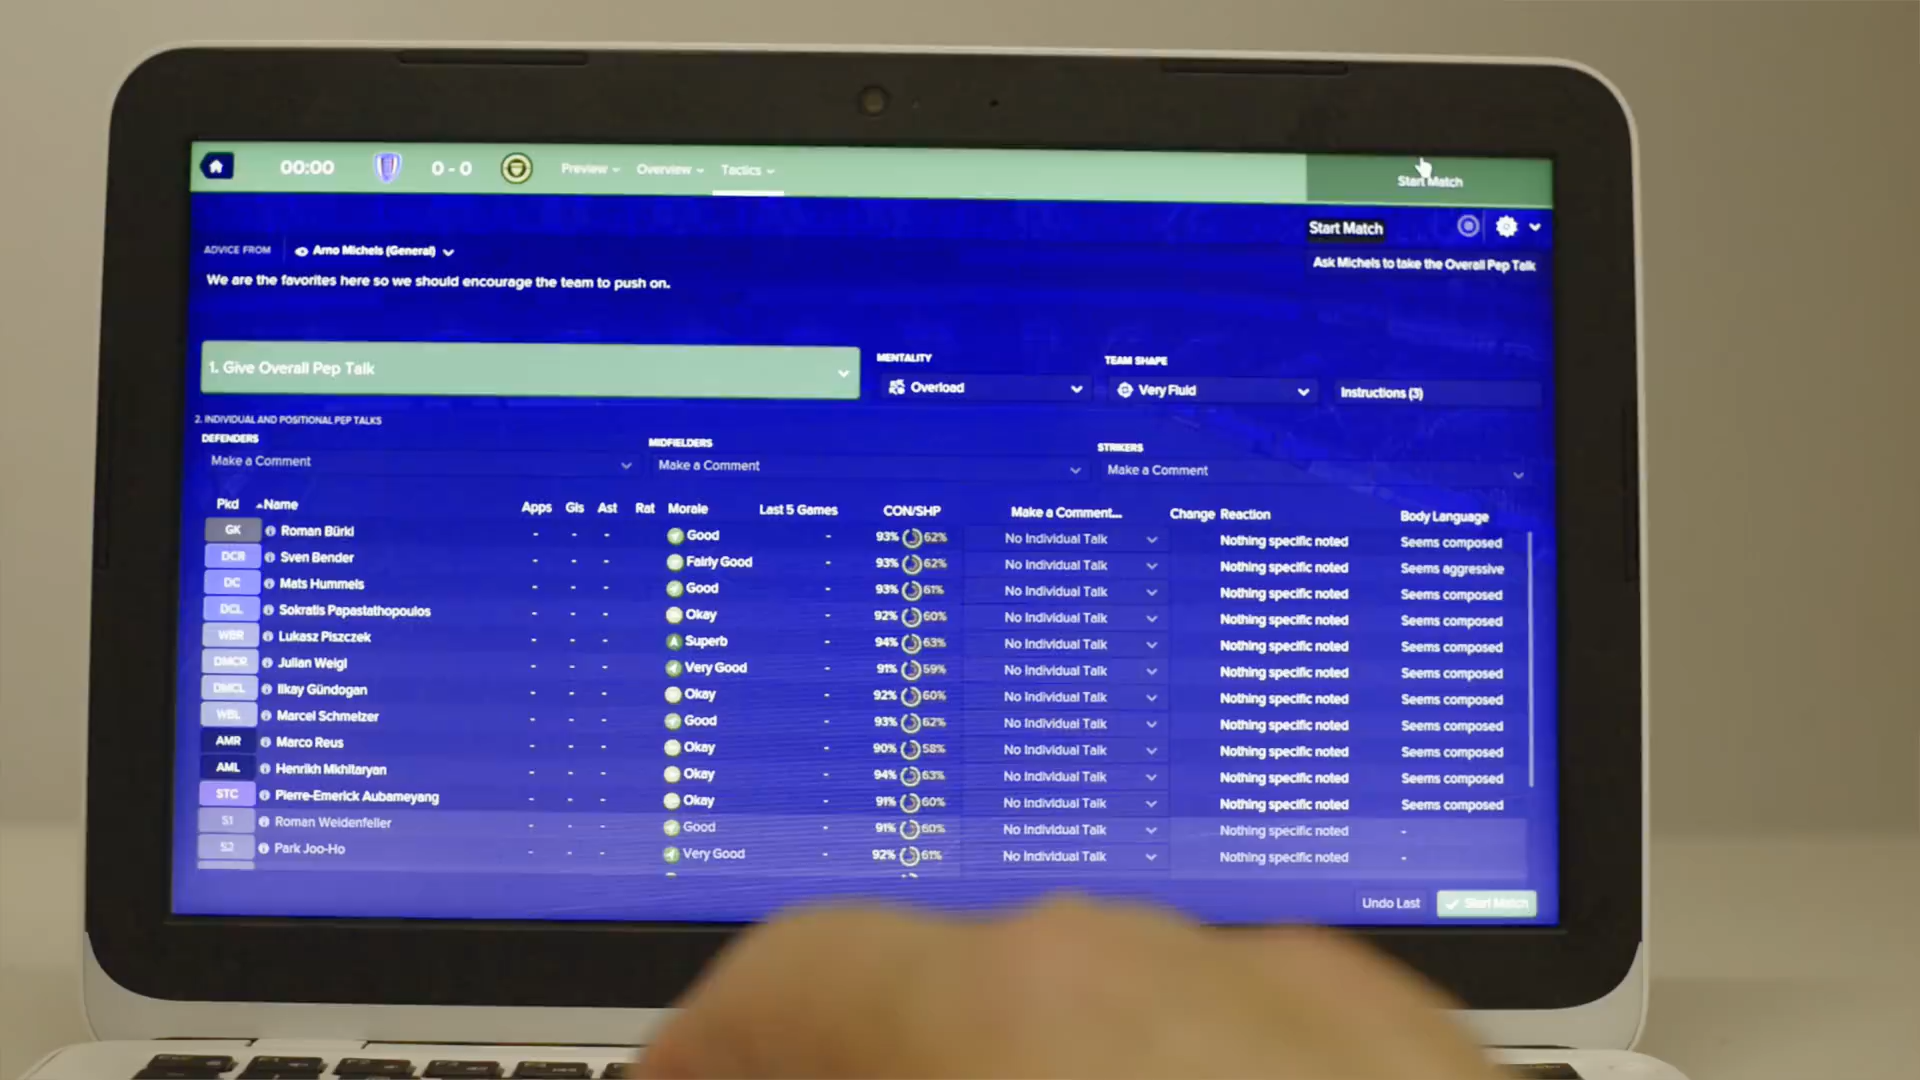 00:00 0 - 0 Preview Overview Tactics Start Match
Start Match
ADVICE FROM Arno Michels (General)
Ask Michels to take the Overall Pep Talk
We are the favorites here so we should encourage the team to push on.
MENTALITY TEAM SHAPE
1. Give Overall Pep Talk Overload Very Fluid Instructions (3)
2. INDIVIDUAL AND POSITIONAL PEP TALKS
DEFENDERS MIDFIELDERS STRIKERS
Make a Comment Make a Comment Make a Comment
Pkd Name Apps Gls Ast Rat Morale Last 5 Games CON/SHP Make a Comment... Change Reaction Body Language
GK Roman Bürki - - - Good - 93% 62% No Individual Talk Nothing specific noted Seems composed
DCR Sven Bender - - - Fairly Good - 93% 62% No Individual Talk Nothing specific noted Seems aggressive
DC Mats Hummels - - - Good - 93% 61% No Individual Talk Nothing specific noted Seems composed
DCL Sokratis Papastathopoulos - - - Okay - 92% 60% No Individual Talk Nothing specific noted Seems composed
WBR Lukasz Piszczek - - - Superb - 94% 63% No Individual Talk Nothing specific noted Seems composed
DMCR Julian Weigl - - - Very Good - 91% 59% No Individual Talk Nothing specific noted Seems composed
DMCL Ilkay Gündogan - - - Okay - 92% 60% No Individual Talk Nothing specific noted Seems composed
WBL Marcel Schmelzer - - - Good - 93% 62% No Individual Talk Nothing specific noted Seems composed
AMR Marco Reus - - - Okay - 90% 58% No Individual Talk Nothing specific noted Seems composed
AML Henrikh Mkhitaryan - - - Okay - 94% 63% No Individual Talk Nothing specific noted Seems composed
STC Pierre-Emerick Aubameyang - - - Okay - 91% 60% No Individual Talk Nothing specific noted Seems composed
S1 Roman Weidenfeller - - - Good - 91% 60% No Individual Talk Nothing specific noted -
S2 Park Joo-Ho - - - Very Good - 92% 61% No Individual Talk Nothing specific noted -
Undo Last Start Match